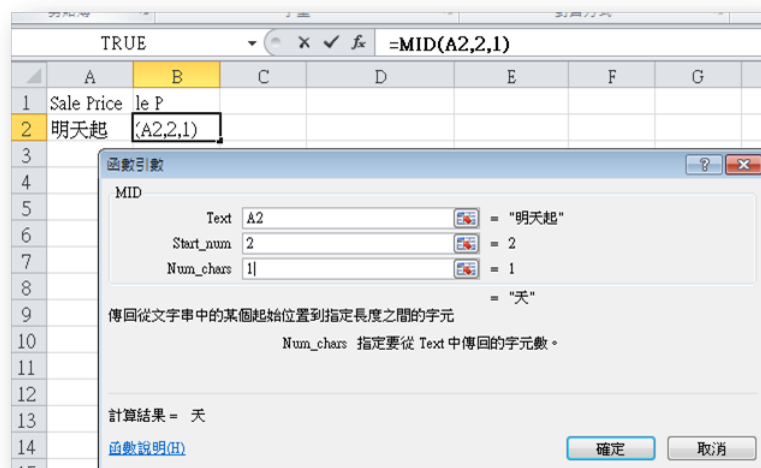 TRUE =MID(A2,2,1)
A B C D E F G
1 Sale Price le P
2 明天起 (A2,2,1)
3
函數引數
4
MID
5 Text A2 = "明天起"
6 Start_num 2 = 2
7 Num_chars 1 = 1
8 = "天"
9 傳回從文字串中的某個起始位置到指定長度之間的字元
10 Num_chars 指定要從 Text 中傳回的字元數。
11
12
13 計算結果 = 天
14 函數說明(H) 確定 取消